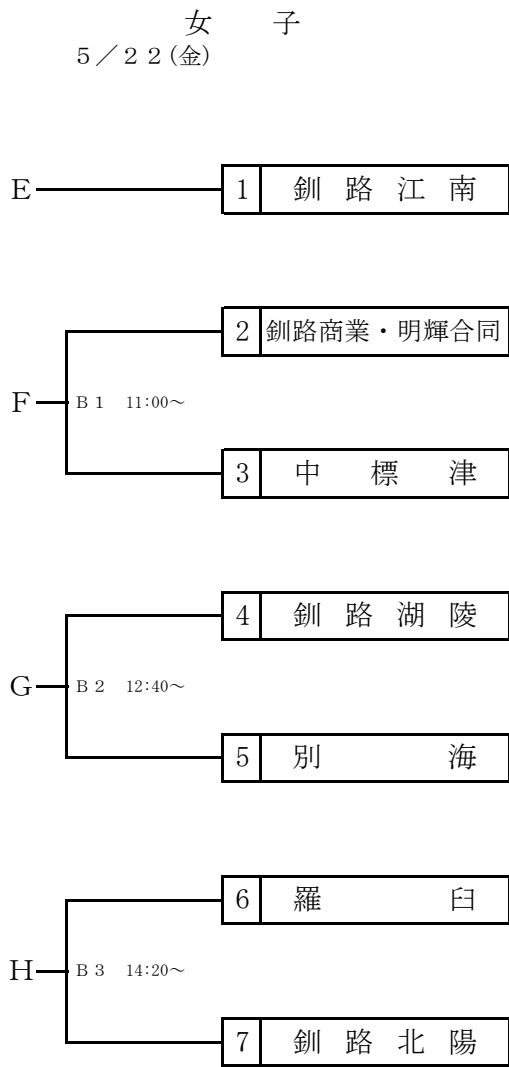 女　子
５／２２(金)
E
1 釧路江南
2 釧路商業・明輝合同
F
B１ 11:00～
3 中標津
4 釧路湖陵
G
B２ 12:40～
5 別海
6 羅臼
H
B３ 14:20～
7 釧路北陽